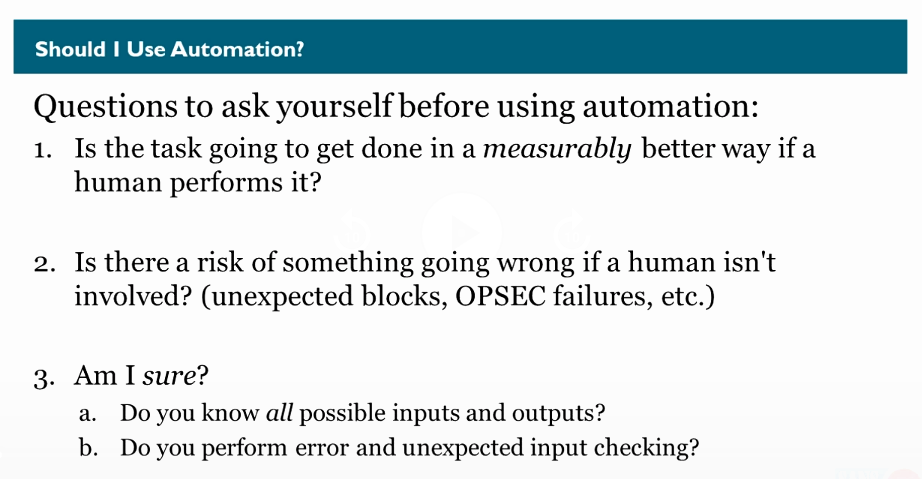 Should I Use Automation?
Questions to ask yourself before using automation:
1. Is the task going to get done in a measurably better way if a
human performs it?
2. Is there a risk of something going wrong if a human isn't
involved? (unexpected blocks, OPSEC failures, etc.)
3. Am I sure?
a. Do you know all possible inputs and outputs?
b. Do you perform error and unexpected input checking?